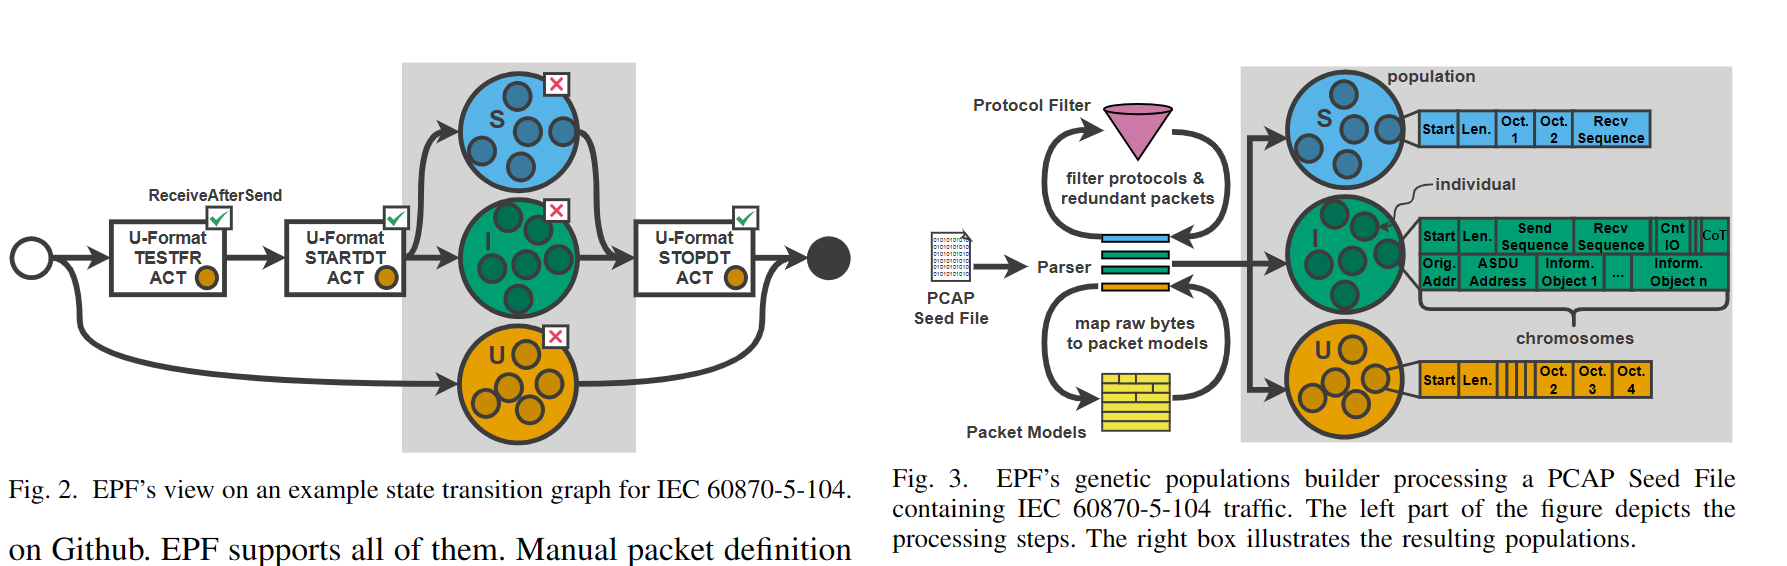 ReceiveAfterSend
U-Format
TESTFR
ACT
U-Format
STARTDT
ACT
S
I
U
U-Format
STOPDT
ACT
Fig. 2. EPF's view on an example state transition graph for IEC 60870-5-104.
on Github. EPF supports all of them. Manual packet definition
Protocol Filter
filter protocols &
redundant packets
Parser
0101010101
PCAP
Seed File
map raw bytes
to packet models
Packet Models
population
S
Start Len. Oct. 1 Oct. 2 Recv Sequence
individual
I
Start Len. Send Sequence Recv Sequence Cnt IO CoT
Orig. Addr ASDU Address Inform. Object 1 ... Inform. Object n
chromosomes
U
Start Len. Oct. 2 Oct. 3 Oct. 4
Fig. 3. EPF's genetic populations builder processing a PCAP Seed File
containing IEC 60870-5-104 traffic. The left part of the figure depicts the
processing steps. The right box illustrates the resulting populations.